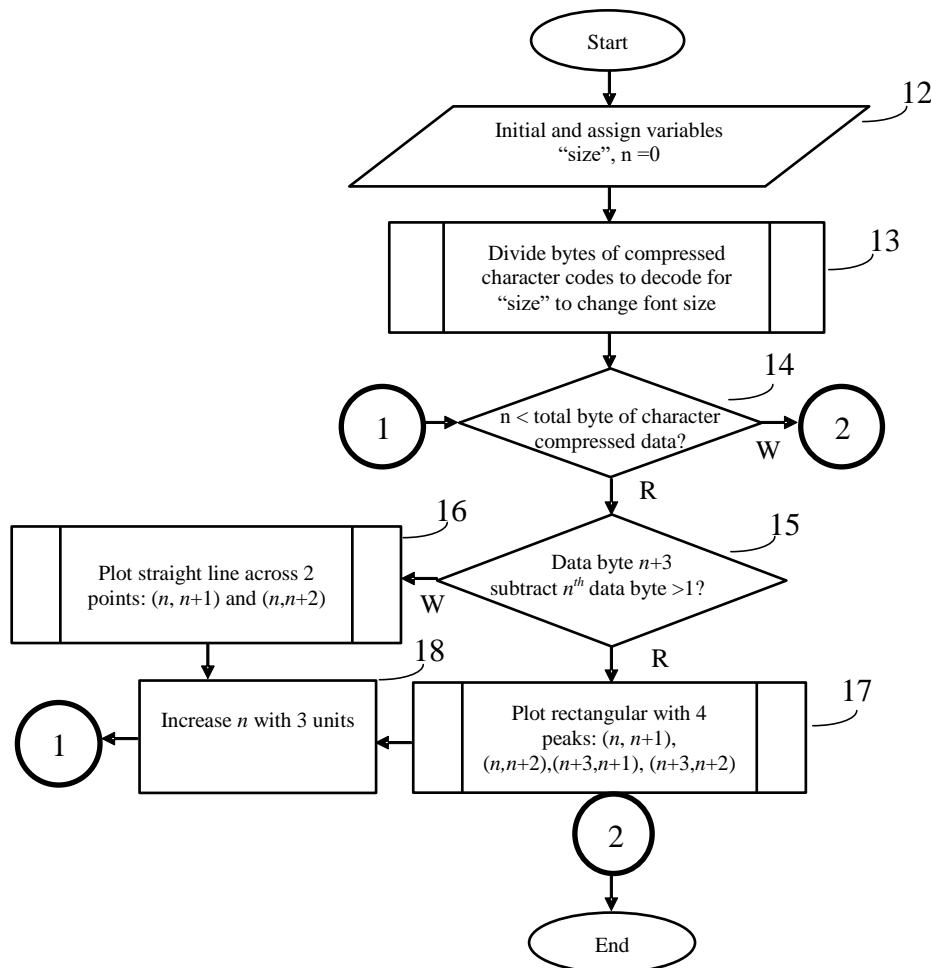 Start
12
Initial and assign variables
“size”, n =0
13
Divide bytes of compressed
character codes to decode for
“size” to change font size
14
1
n < total byte of character
compressed data?
W
2
R
15
16
Data byte n+3
subtract nth data byte >1?
W
Plot straight line across 2
points: (n, n+1) and (n,n+2)
R
18
17
Increase n with 3 units
1
Plot rectangular with 4
peaks: (n, n+1),
(n,n+2),(n+3,n+1), (n+3,n+2)
2
End